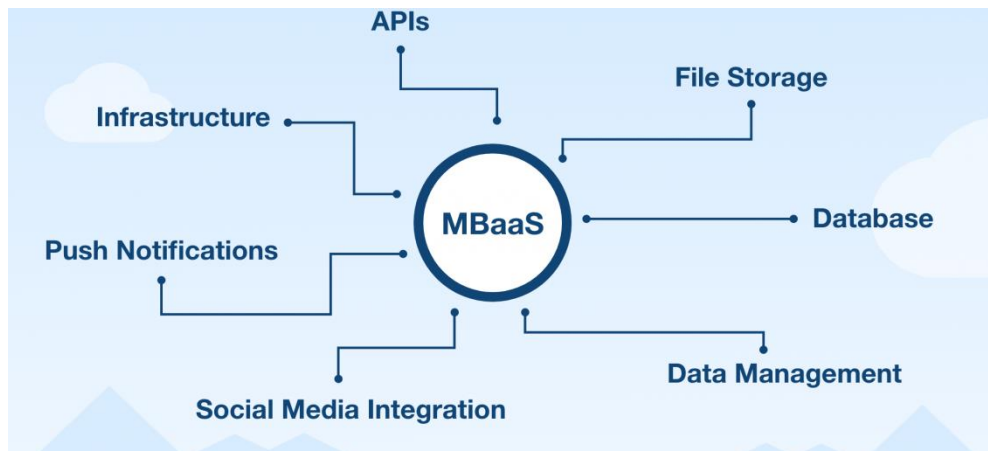 APIs
File Storage
Infrastructure
MBaaS
Database
Push Notifications
Data Management
Social Media Integration